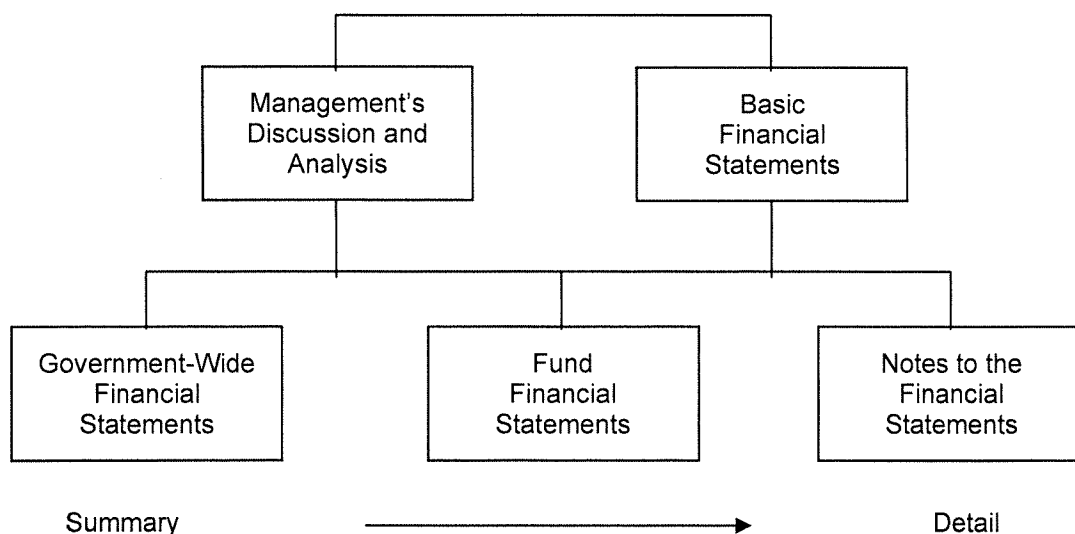 Management's
Discussion and
Analysis
Basic
Financial
Statements
Government-Wide
Financial
Statements
Fund
Financial
Statements
Notes to the
Financial
Statements
Summary
Detail